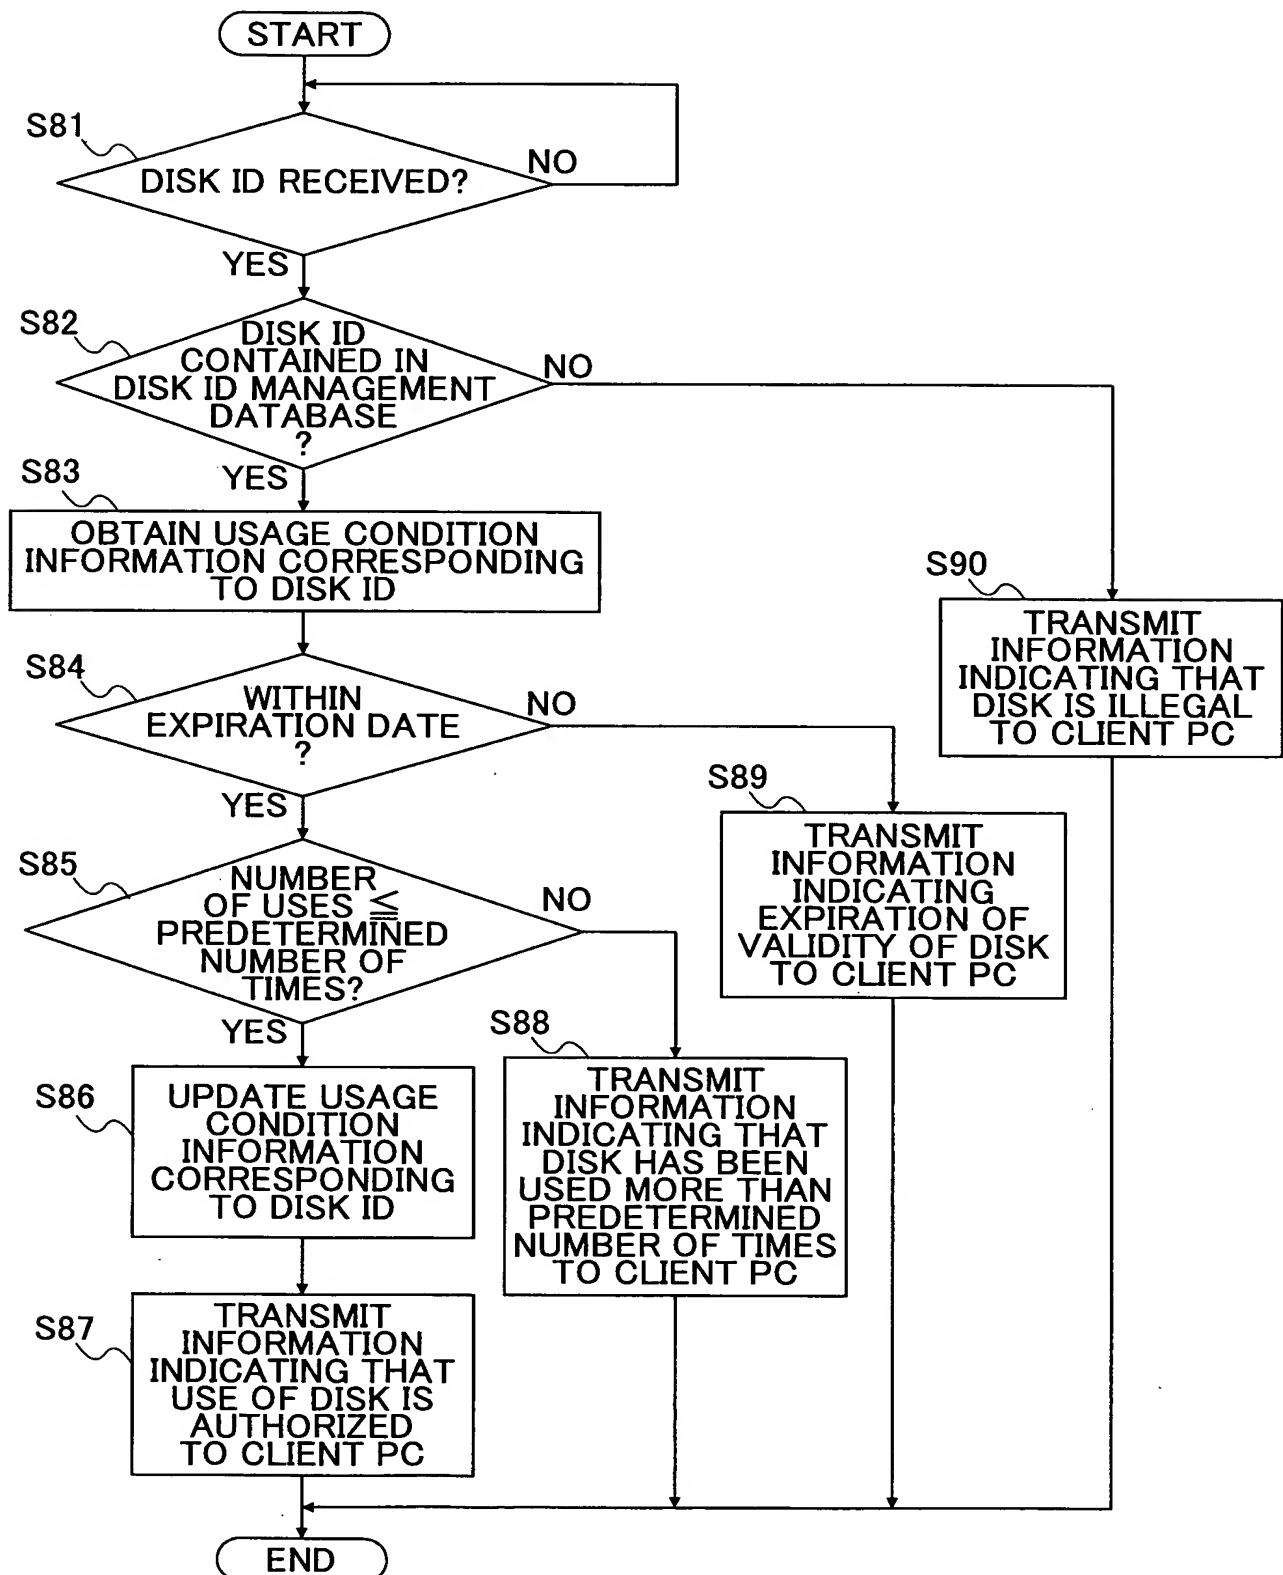 START
S81
DISK ID RECEIVED?
NO
YES
S82
DISK ID
CONTAINED IN
DISK ID MANAGEMENT
DATABASE
?
NO
YES
S83
OBTAIN USAGE CONDITION
INFORMATION CORRESPONDING
TO DISK ID
S90
TRANSMIT
INFORMATION
INDICATING THAT
DISK IS ILLEGAL
TO CLIENT PC
S84
WITHIN
EXPIRATION DATE
?
NO
YES
S89
TRANSMIT
INFORMATION
INDICATING
EXPIRATION OF
VALIDITY OF DISK
TO CLIENT PC
S85
NUMBER
OF USES ≦
PREDETERMINED
NUMBER OF
TIMES?
NO
YES
S88
TRANSMIT
INFORMATION
INDICATING THAT
DISK HAS BEEN
USED MORE THAN
PREDETERMINED
NUMBER OF TIMES
TO CLIENT PC
S86
UPDATE USAGE
CONDITION
INFORMATION
CORRESPONDING
TO DISK ID
S87
TRANSMIT
INFORMATION
INDICATING THAT
USE OF DISK IS
AUTHORIZED
TO CLIENT PC
END